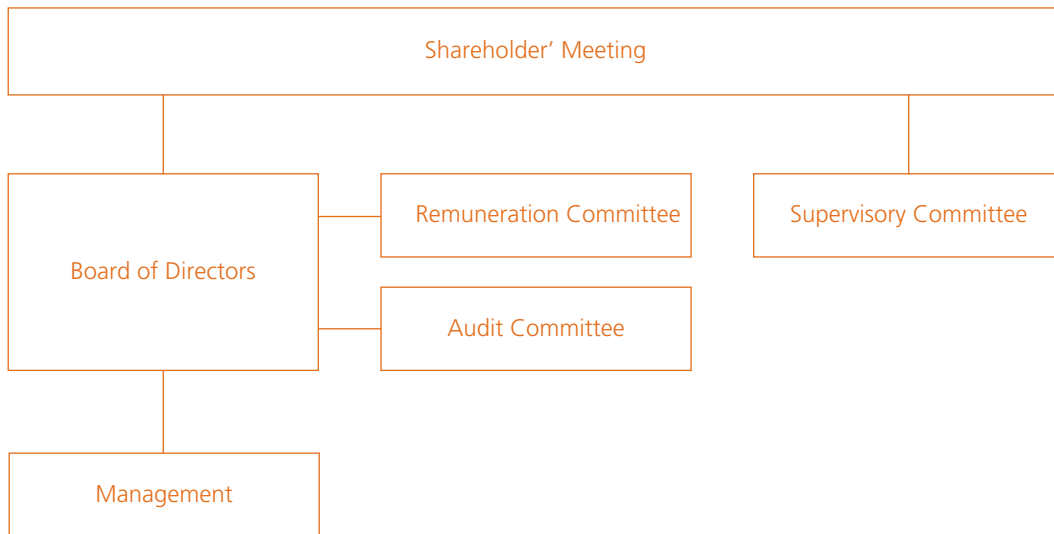 Shareholder’ Meeting
Remuneration Committee
Supervisory Committee
Board of Directors
Audit Committee
Management